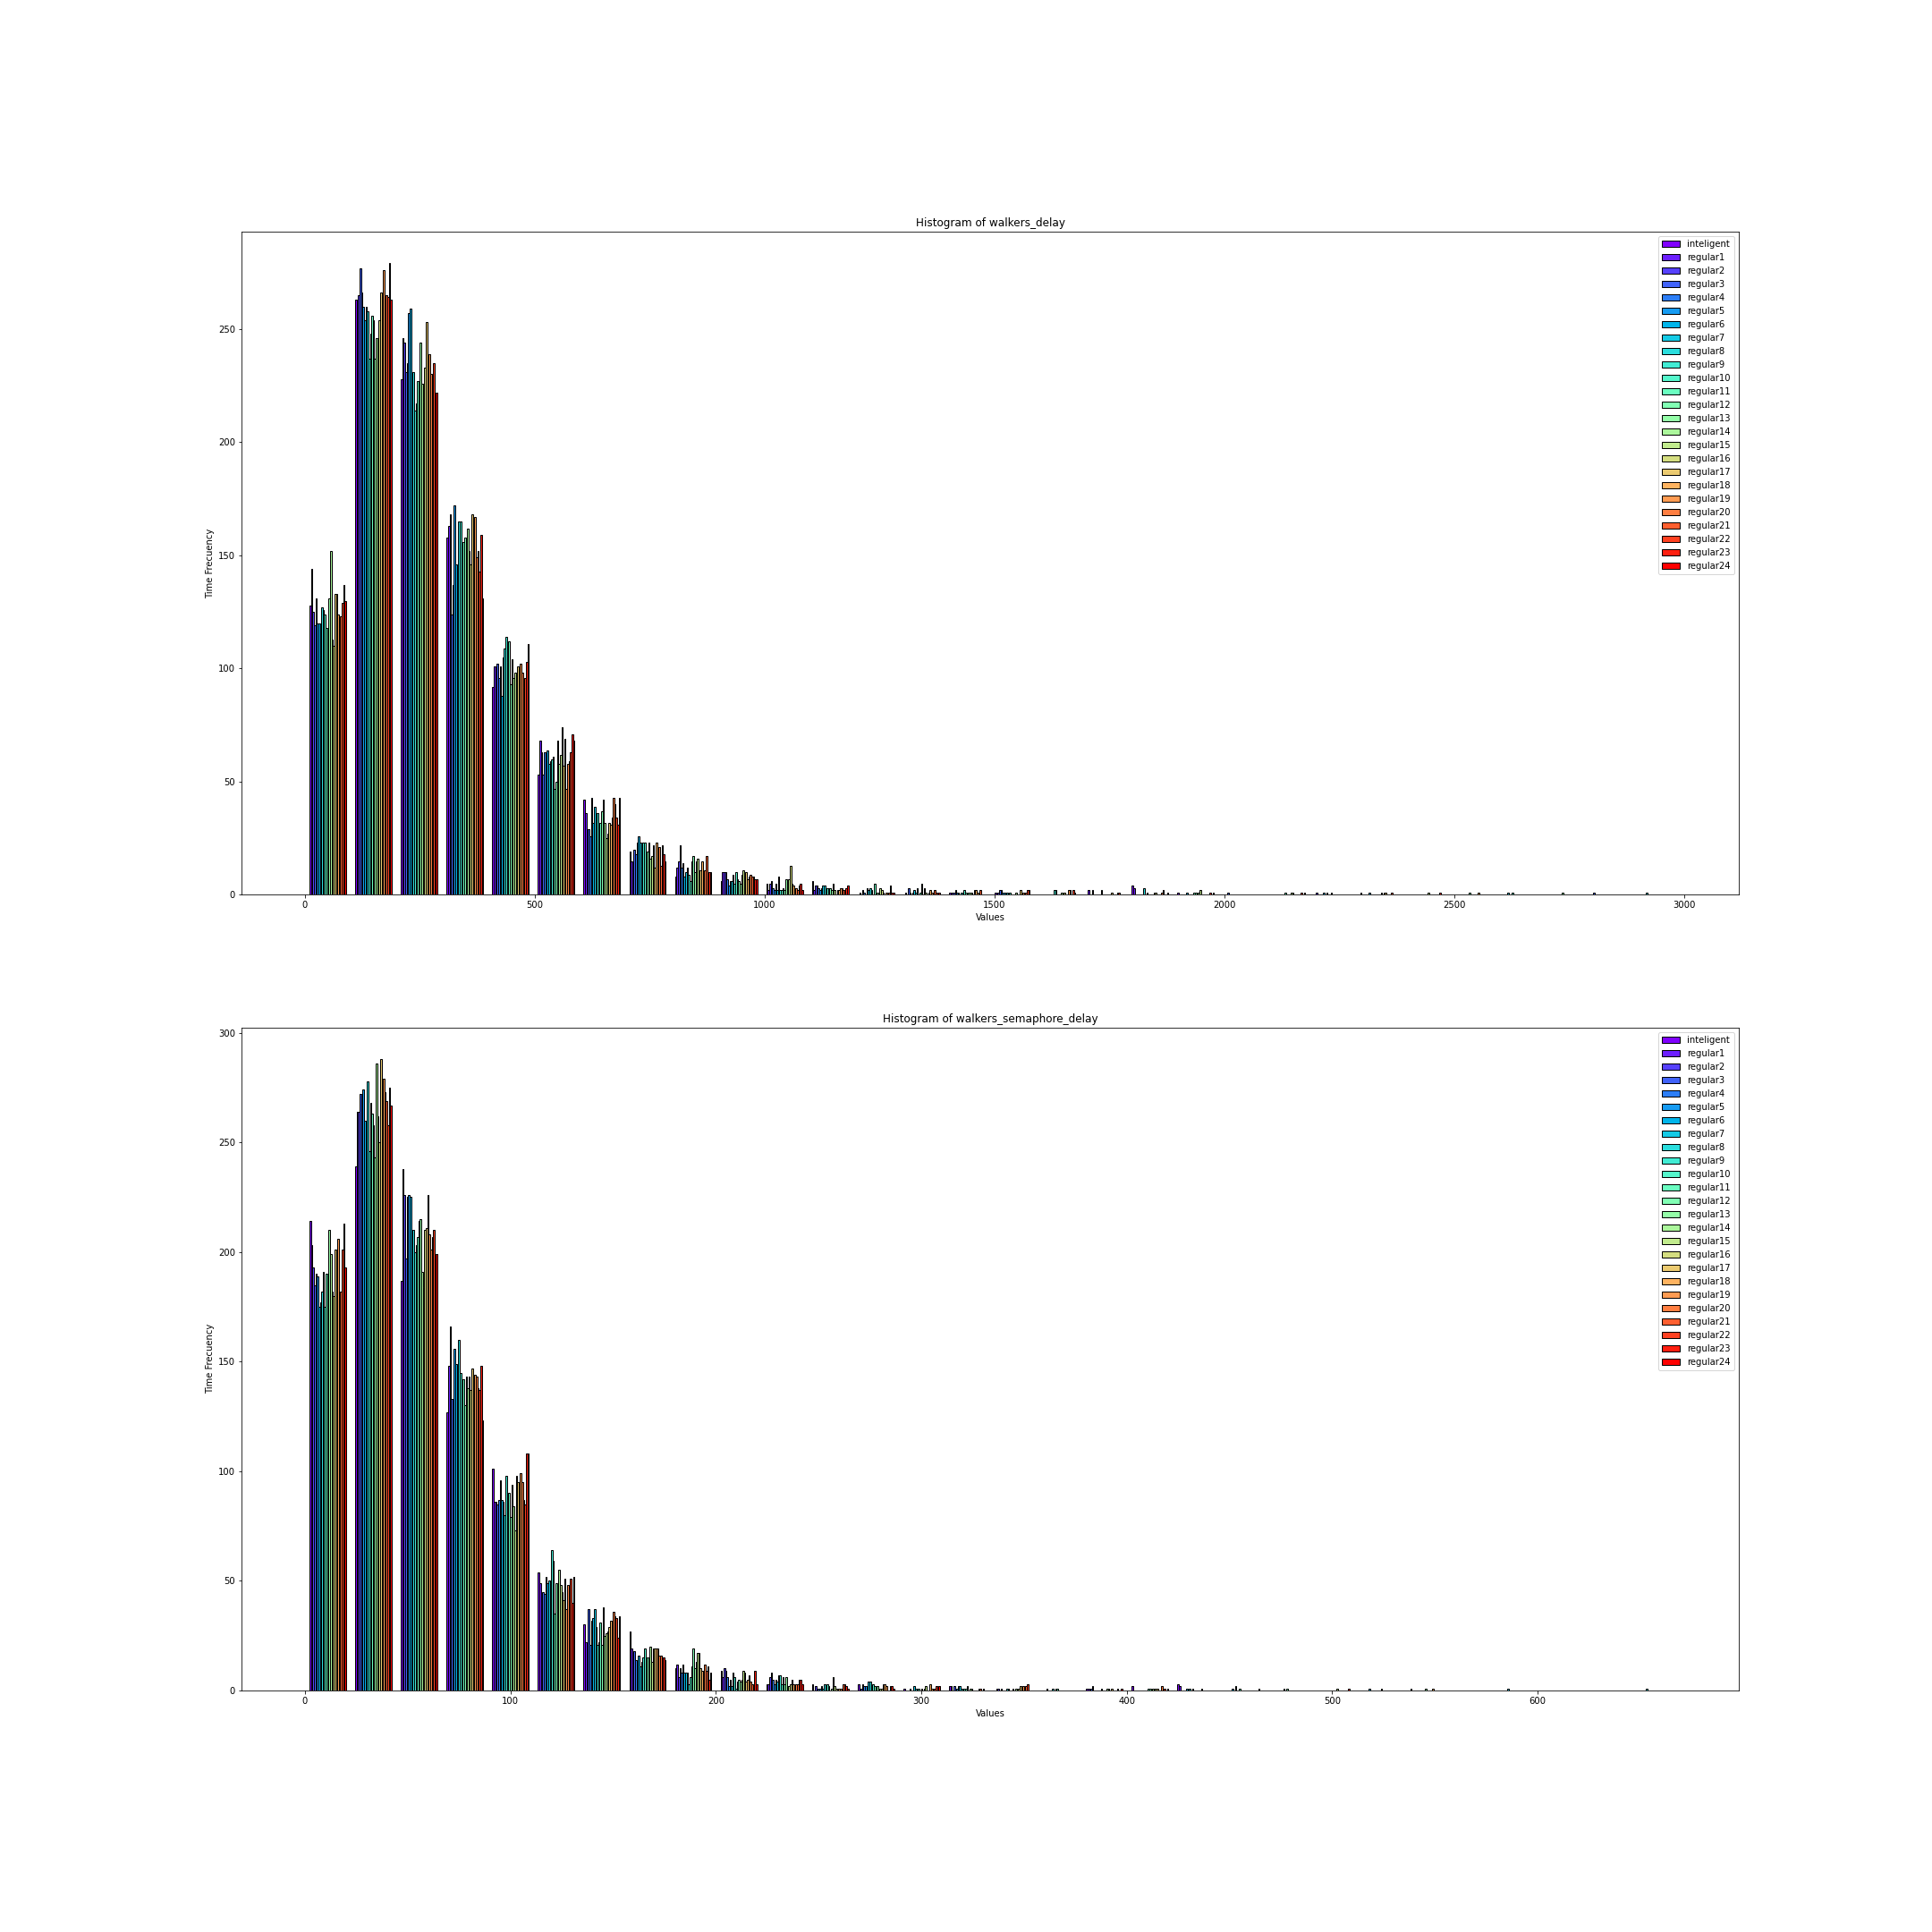 Histogram of walkers_delay
Time Frecuency
250
200
150
100
50
0
0 500 1000 1500 2000 2500 3000
Values
inteligent
regular1
regular2
regular3
regular4
regular5
regular6
regular7
regular8
regular9
regular10
regular11
regular12
regular13
regular14
regular15
regular16
regular17
regular18
regular19
regular20
regular21
regular22
regular23
regular24
Histogram of walkers_semaphore_delay
Time Frecuency
300
250
200
150
100
50
0
0 100 200 300 400 500 600
Values
inteligent
regular1
regular2
regular3
regular4
regular5
regular6
regular7
regular8
regular9
regular10
regular11
regular12
regular13
regular14
regular15
regular16
regular17
regular18
regular19
regular20
regular21
regular22
regular23
regular24